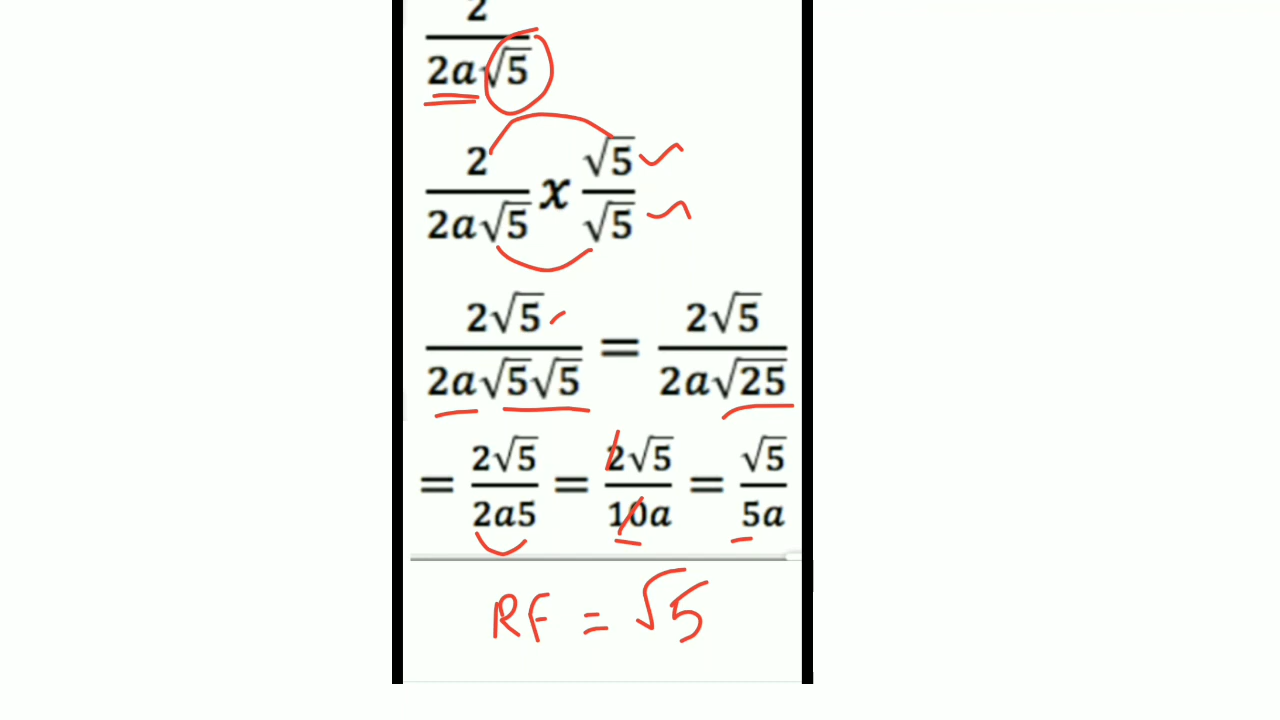 2
2a√5
2 x √5
2a√5 √5
2√5 = 2√5
2a√5√5 2a√25
= 2√5 = 2√5 = √5
2a5 10a 5a
RF = √5